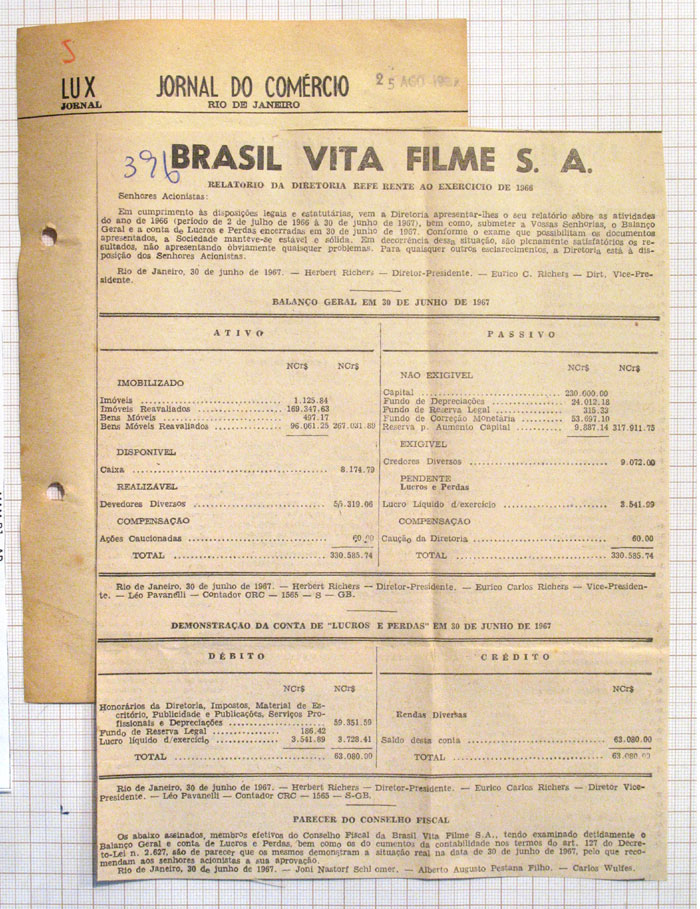 S
LUX
JORNAL
JORNAL DO COMÉRCIO
RIO DE JANEIRO
25 AGO
396
BRASIL VITA FILME S. A.
RELATORIO DA DIRETORIA REFE RENTE AO EXERCICIO DE 1966
Senhores Acionistas:
Em cumprimento às disposições legais e estatutárias, vem a Diretoria apresentar-lhes o seu relatório sôbre as atividades
do ano de 1966 (período de 2 de julho de 1966 à 30 de junho de 1967), bem como, submeter a Vossas Senhorias, o Balanço
Geral e a conta de Lucros e Perdas encerradas em 30 de junho de 1967. Conforme o exame que possibilitam os documentos
apresentados, a Sociedade manteve-se estável e sólida. Em decorrência dessa situação, são plenamente satisfatórios os re-
sultados, não apresentando òbviamente quaisquer problemas. Para quaisquer outros esclarecimentos, a Diretoria está à dis-
posição dos Senhores Acionistas.
Rio de Janeiro, 30 de junho de 1967. — Herbert Richers — Diretor-Presidente. — Eurico C. Richers — Dirt. Vice-Pre-
sidente.
BALANÇO GERAL EM 30 DE JUNHO DE 1967
ATIVO
NCr$ NCr$
IMOBILIZADO
Imóveis 1.125.84
Imóveis Reavaliados 169.347.63
Bens Móveis 497.17
Bens Móveis Reavaliados 96.061.25 267.031.89
DISPONIVEL
Caixa 8.174.79
REALIZÁVEL
Devedores Diversos 55.319.06
COMPENSAÇÃO
Ações Caucionadas 60.00
TOTAL 330.585.74
PASSIVO
NCr$ NCr$
NAO EXIGIVEL
Capital 230.000.00
Fundo de Depreciações 24.012.18
Fundo de Reserva Legal 315.33
Fundo de Correção Monetária 53.697.10
Reserva p. Aumento Capital 9.887.14 317.911.75
EXIGIVEL
Credores Diversos 9.072.00
PENDENTE
Lucros e Perdas
Lucro Líquido d/exercício 3.541.99
COMPENSAÇÃO
Caução da Diretoria 60.00
TOTAL 330.585.74
Rio de Janeiro, 30 de junho de 1967. — Herbert Richers — Diretor-Presidente. — Eurico Carlos Richers — Vice-Presiden-
te. — Léo Pavanelli — Contador CRC — 1565 — S — GB.
DEMONSTRAÇÃO DA CONTA DE "LUCROS E PERDAS" EM 30 DE JUNHO DE 1967
DÉBITO
NCr$ NCr$
Honorários da Diretoria, Impostos, Material de Es-
critório, Publicidade e Publicações, Serviços Pro-
fissionais e Depreciações 59.351.59
Fundo de Reserva Legal 186.42
Lucro líquido d/exercício 3.541.89 3.728.41
TOTAL 63.080.00
CRÉDITO
NCr$
Rendas Diversas
Saldo desta conta 63.080.00
TOTAL 63.080.00
Rio de Janeiro, 30 de junho de 1967. — Herbert Richers — Diretor-Presidente. — Eurico Carlos Richers — Diretor Vice-
Presidente. — Léo Pavanelli — Contador CRC — 1565 — S-GB.
PARECER DO CONSELHO FISCAL
Os abaixo assinados, membros efetivos do Conselho Fiscal da Brasil Vita Filme S.A., tendo examinado detidamente o
Balanço Geral e conta de Lucros e Perdas, bem como os do cumentos da contabilidade nos termos do art. 127 do Decre-
to-Lei n. 2.627, são de parecer que os mesmos demonstram a situação real na data de 30 de junho de 1967, pelo que reco-
mendam aos senhores acionistas a sua aprovação.
Rio de Janeiro, 30 de junho de 1967. — Joni Nastorf Schlomer. — Alberto Augusto Pestana Filho. — Carlos Wulfes.